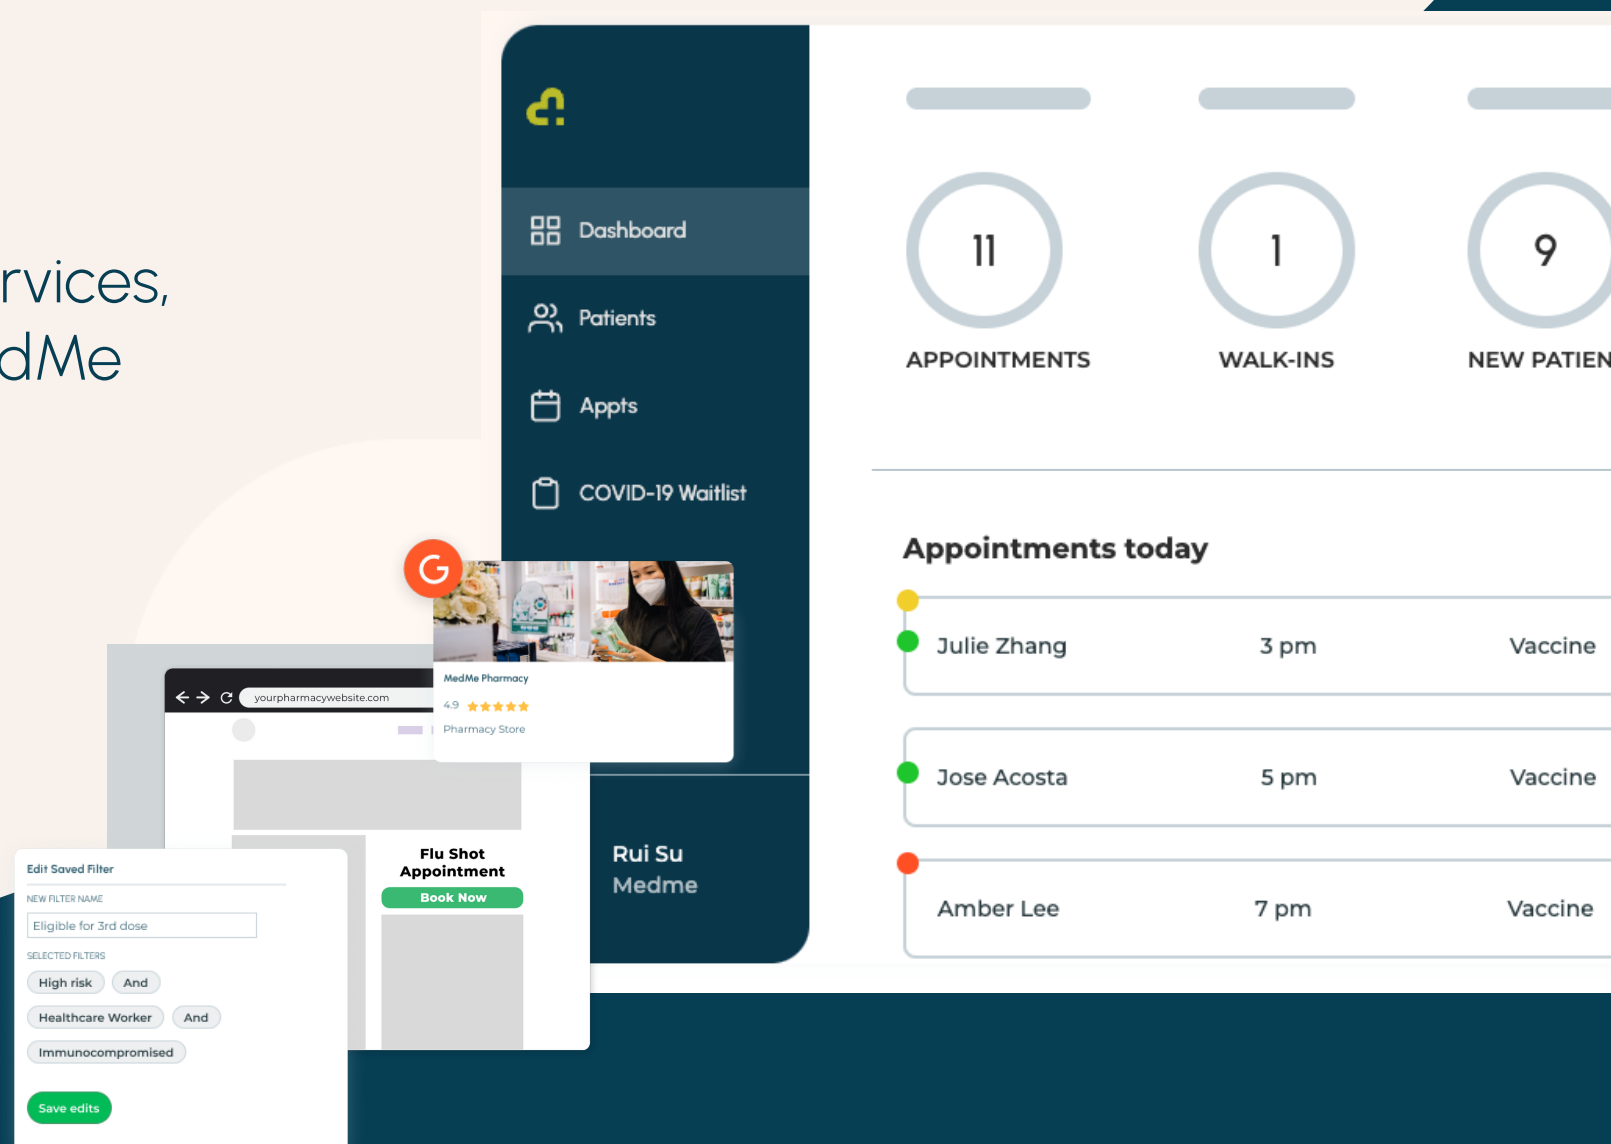 rvices,
dMe
Dashboard
Patients
Appts
COVID-19 Waitlist
Rui Su
Medme
11
APPOINTMENTS
1
WALK-INS
9
NEW PATIEN
Appointments today
Julie Zhang 3 pm Vaccine
Jose Acosta 5 pm Vaccine
Amber Lee 7 pm Vaccine
G
MedMe Pharmacy
4.9
Pharmacy Store
yourpharmacywebsite.com
Flu Shot
Appointment
Book Now
Edit Saved Filter
NEW FILTER NAME
Eligible for 3rd dose
SELECTED FILTERS
High risk And
Healthcare Worker And
Immunocompromised
Save edits